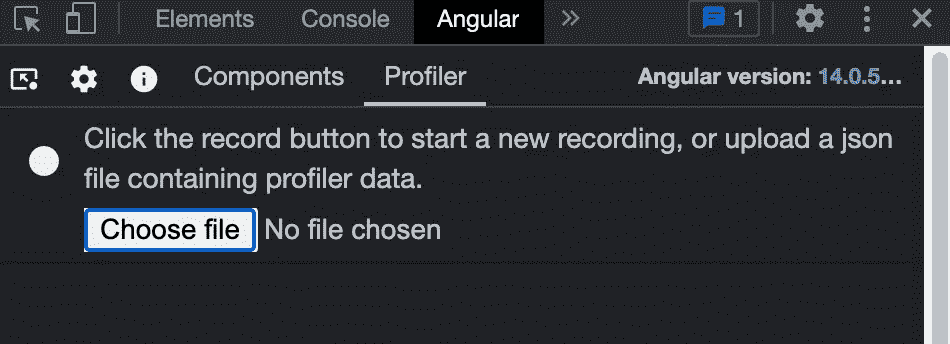 Elements Console Angular 1
Components Profiler Angular version: 14.0.5...
Click the record button to start a new recording, or upload a json
file containing profiler data.
Choose file No file chosen